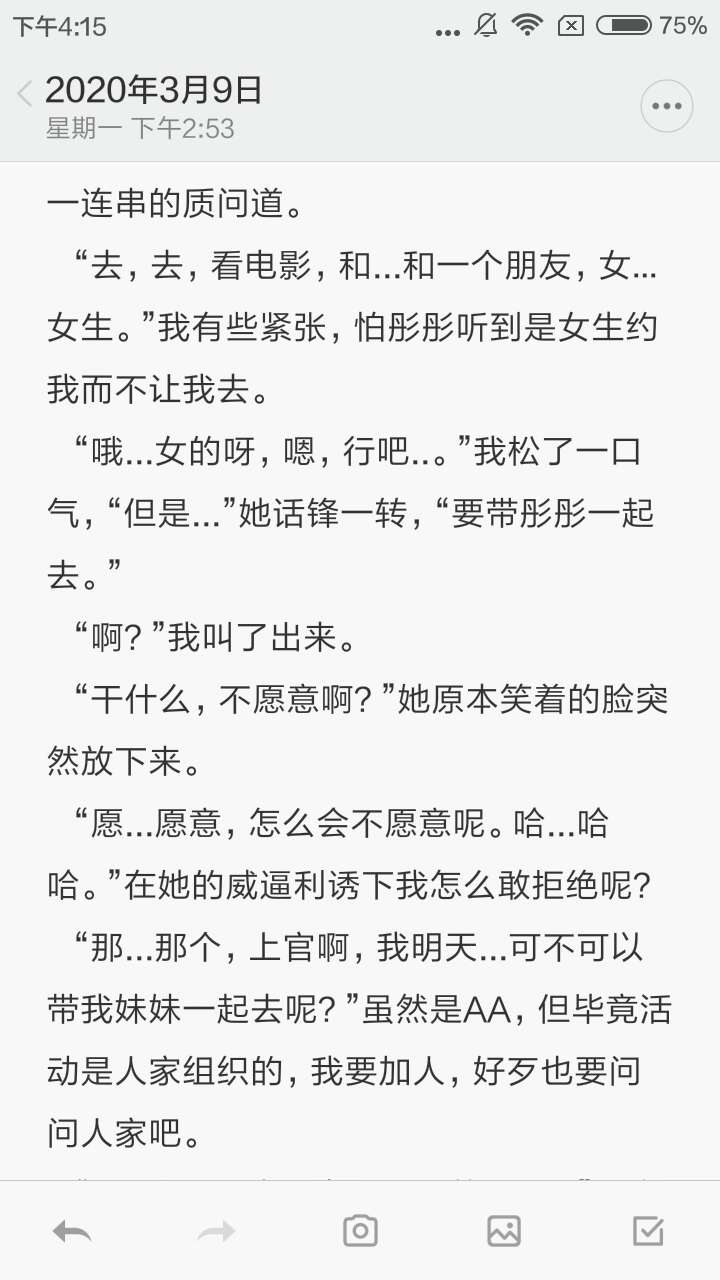 下午4:15
75%
2020年3月9日
星期一 下午2:53
一连串的质问道。
“去，去，看电影，和...和一个朋友，女...
女生。”我有些紧张，怕彤彤听到是女生约
我而不让我去。
“哦...女的呀，嗯，行吧..。”我松了一口
气，“但是...”她话锋一转，“要带彤彤一起
去。”
“啊？”我叫了出来。
“干什么，不愿意啊？”她原本笑着的脸突
然放下来。
“愿...愿意，怎么会不愿意呢。哈...哈
哈。”在她的威逼利诱下我怎么敢拒绝呢?
“那...那个，上官啊，我明天...可不可以
带我妹妹一起去呢？”虽然是AA，但毕竟活
动是人家组织的，我要加人，好歹也要问
问人家吧。